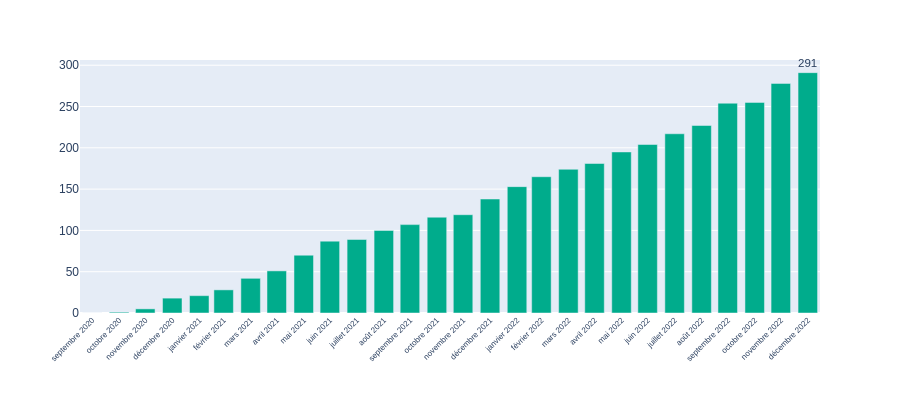 291
300
250
200
150
100
50
0
septembre 2020
octobre 2020
novembre 2020
décembre 2020
janvier 2021
février 2021
mars 2021
avril 2021
mai 2021
juin 2021
juillet 2021
août 2021
septembre 2021
octobre 2021
novembre 2021
décembre 2021
janvier 2022
février 2022
mars 2022
avril 2022
mai 2022
juin 2022
juillet 2022
août 2022
septembre 2022
octobre 2022
novembre 2022
décembre 2022